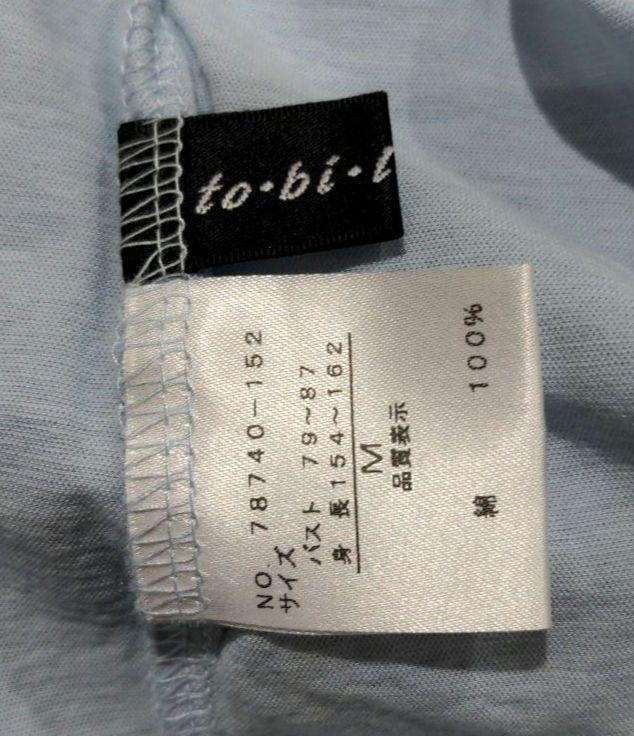 to·bi·l
NO. 78740-152
サイズ
バスト 79~87
身 長 154~162
M
品質表示
綿 100%